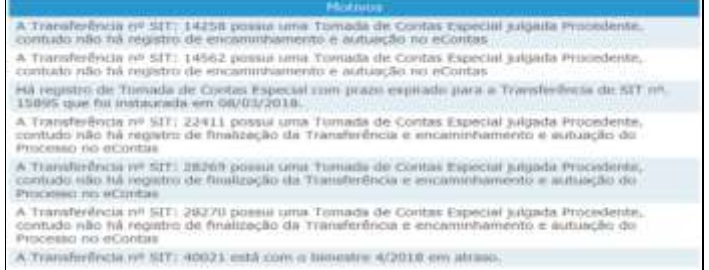 Motivos
A Transferência nº SIT: 14258 possui uma Tomada de Contas Especial julgada Procedente,
contudo não há registro de encaminhamento e autuação no eContas
A Transferência nº SIT: 14562 possui uma Tomada de Contas Especial julgada Procedente,
contudo não há registro de encaminhamento e autuação no eContas
Há registro de Tomada de Contas Especial com prazo expirado para a Transferência de SIT nº.
15895 que foi instaurada em 08/03/2018.
A Transferência nº SIT: 22411 possui uma Tomada de Contas Especial julgada Procedente,
contudo não há registro de finalização da Transferência e encaminhamento e autuação do
Processo no eContas
A Transferência nº SIT: 28269 possui uma Tomada de Contas Especial julgada Procedente,
contudo não há registro de finalização da Transferência e encaminhamento e autuação do
Processo no eContas
A Transferência nº SIT: 28270 possui uma Tomada de Contas Especial julgada Procedente,
contudo não há registro de finalização da Transferência e encaminhamento e autuação do
Processo no eContas
A Transferência nº SIT: 40021 está com o bimestre 4/2018 em atraso.